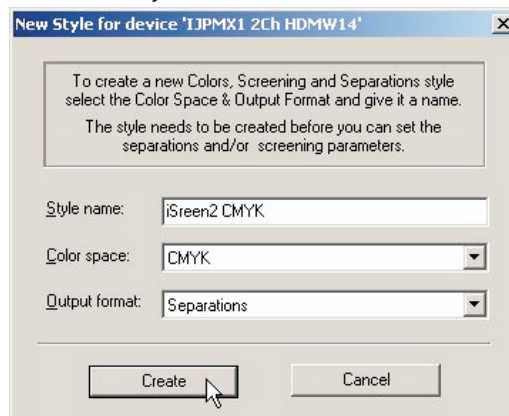 New Style for device 'IJPMX1 2Ch HDMW14'
To create a new Colors, Screening and Separations style
select the Color Space & Output Format and give it a name.
The style needs to be created before you can set the
separations and/or screening parameters.
Style name: iSreen2 CMYK
Color space: CMYK
Output format: Separations
Create Cancel